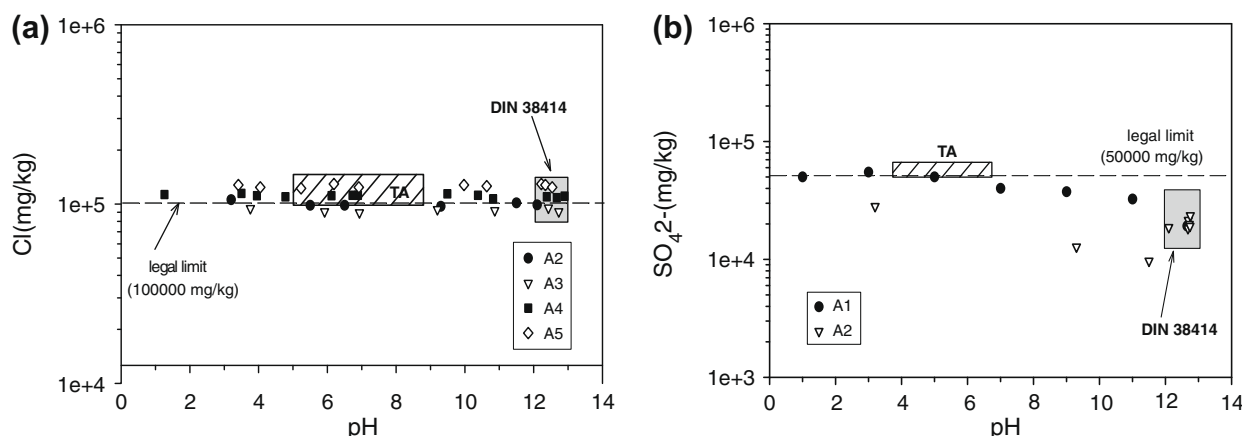 (a)
1e+6
1e+5
1e+4
Cl(mg/kg)
DIN 38414
TA
legal limit
(100000 mg/kg)
A2
A3
A4
A5
0 2 4 6 8 10 12 14
pH
(b)
1e+6
1e+5
1e+4
1e+3
SO_4 2-(mg/kg)
TA
legal limit
(50000 mg/kg)
A1
A2
DIN 38414
0 2 4 6 8 10 12 14
pH